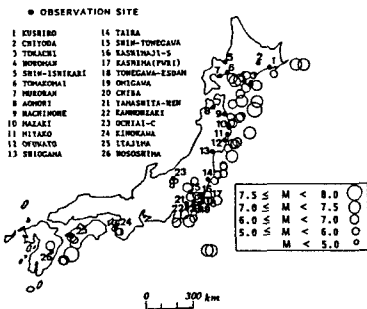 ● OBSERVATION SITE
1 KUSHIRO
2 CHIYODA
3 TOKACHI
4 HOROMAN
5 SHIN-ISHIKARI
6 TOMAKOMAI
7 MURORAN
8 AOMORI
9 HACHINOHE
10 MAZAKI
11 MIYAKO
12 OFUNATO
13 SHIOGAMA
14 TAIRA
15 SHIN-TONEGAWA
16 KASHIMAJI-S
17 KASHIMA(PWRI)
18 TONEGAWA-ESDAM
19 OMIGAWA
20 CHIBA
21 YAMASHITA-HEN
22 KANNONZAKI
23 OCHIAI-C
24 KINOKAWA
25 ITAJIMA
26 HOSOSHIMA
7.5 ≤ M < 8.0
7.0 ≤ M < 7.5
6.0 ≤ M < 7.0
5.0 ≤ M < 6.0
M < 5.0
0 300 km